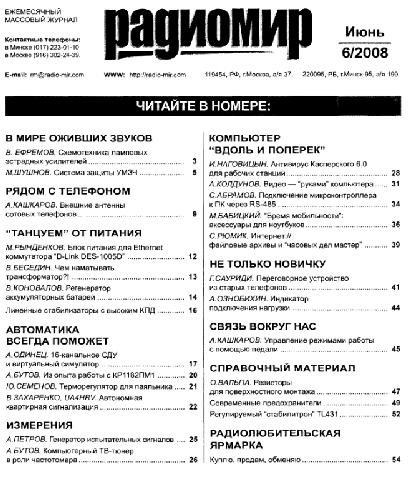 ЕЖЕМЕСЯЧНЫЙ
МАССОВЫЙ ЖУРНАЛ
Контактные телефоны:
в Минске (017) 223-01-10
в Москве (916) 302-24-39.
E-mail: rm@radio-mir.com
радиомир
Июнь
6/2008
WWW: http://radio-mir.com
119454, РФ, г.Москва, а/я 37
220095, РБ, г.Минск-95, а/я 199
ЧИТАЙТЕ В НОМЕРЕ:
В МИРЕ ОЖИВШИХ ЗВУКОВ
В. ЕФРЕМОВ. Схемотехника ламповых
эстрадных усилителей 3
М.ШУШНОВ. Система защиты УМЗЧ 5
РЯДОМ С ТЕЛЕФОНОМ
А.КАШКАРОВ. Внешние антенны
сотовых телефонов 9
"ТАНЦУЕМ" ОТ ПИТАНИЯ
М.РЫНДЕНКОВ. Блок питания для Ethernet
коммутатора "D-Link DES-1005D" 12
В.БЕСЕДИН. Чем наматывать
трансформатор?! 13
В.КОНОВАЛОВ. Регенератор
аккумуляторных батарей 14
Линейные стабилизаторы с высоким КПД 16
АВТОМАТИКА
ВСЕГДА ПОМОЖЕТ
А.ОДИНЕЦ. 16-канальное СДУ
и виртуальный симулятор 17
А.БУТОВ. Из опыта работы с КР1182ПМ1 20
Ю.СЕМЕНОВ. Терморегулятор для паяльника 21
В.ЗАХАРЕНКО, UA4HRV. Автономная
квартирная сигнализация 22
ИЗМЕРЕНИЯ
А.ПЕТРОВ. Генератор испытательных сигналов 25
А.БУТОВ. Компьютерный ТВ-тюнер
в роли частотомера 26
КОМПЬЮТЕР
"ВДОЛЬ И ПОПЕРЕК"
И.НАГОВИЦЫН. Антивирус Касперского 6.0
для рабочих станций 28
А.КОЛДУНОВ. Видео — "руками" компьютера 31
С.АБРАМОВ. Подключение микроконтроллера
к ПК через RS-485 34
М.БАБИЦКИЙ. "Бремя мобильности":
аксессуары для ноутбуков 36
С.РЮМИК. Интернет:
файловые архивы и "часовых дел мастер" 39
НЕ ТОЛЬКО НОВИЧКУ
Г.САУРИДИ. Переговорное устройство
из старых телефонов 41
А.ОЗНОБИХИН. Индикатор
подключения нагрузки 44
СВЯЗЬ ВОКРУГ НАС
А.КАШКАРОВ. Управление режимами работы
с помощью педали 45
СПРАВОЧНЫЙ МАТЕРИАЛ
О.ВАЛЬПА. Резисторы
для поверхностного монтажа 47
Современные предохранители 49
Регулируемый "стабилитрон" TL431 52
РАДИОЛЮБИТЕЛЬСКАЯ
ЯРМАРКА
Куплю, продам, обменяю 54